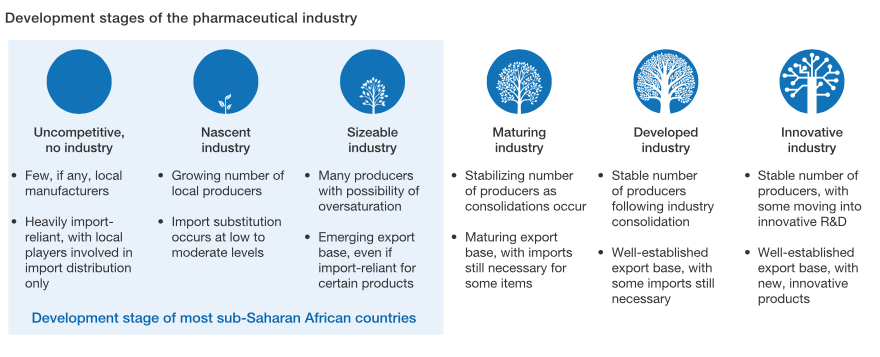 Development stages of the pharmaceutical industry
Uncompetitive,
no industry
• Few, if any, local
manufacturers
• Heavily import-
reliant, with local
players involved in
import distribution
only
Nascent
industry
• Growing number of
local producers
• Import substitution
occurs at low to
moderate levels
Sizeable
industry
• Many producers
with possibility of
oversaturation
• Emerging export
base, even if
import-reliant for
certain products
Development stage of most sub-Saharan African countries
Maturing
industry
• Stabilizing number
of producers as
consolidations occur
• Maturing export
base, with imports
still necessary for
some items
Developed
industry
• Stable number
of producers
following industry
consolidation
• Well-established
export base, with
some imports still
necessary
Innovative
industry
• Stable number of
producers, with
some moving into
innovative R&D
• Well-established
export base, with
new, innovative
products